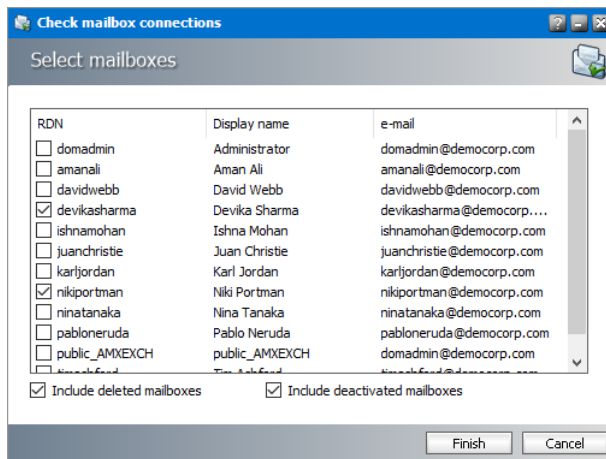 Check mailbox connections
Select mailboxes
RDN Display name e-mail
domadmin Administrator domadmin@democorp.com
amanali Aman Ali amanali@democorp.com
davidwebb David Webb davidwebb@democorp.com
devikasharma Devika Sharma devikasharma@democorp....
ishnamohan Ishna Mohan ishnamohan@democorp.com
juanchristie Juan Christie juanchristie@democorp.com
karljordan Karl Jordan karljordan@democorp.com
nikiportman Niki Portman nikiportman@democorp.com
ninatanaka Nina Tanaka ninatanaka@democorp.com
pabloneruda Pablo Neruda pabloneruda@democorp.com
public_AMXEXCH public_AMXEXCH domadmin@democorp.com
Include deleted mailboxes Include deactivated mailboxes
Finish Cancel